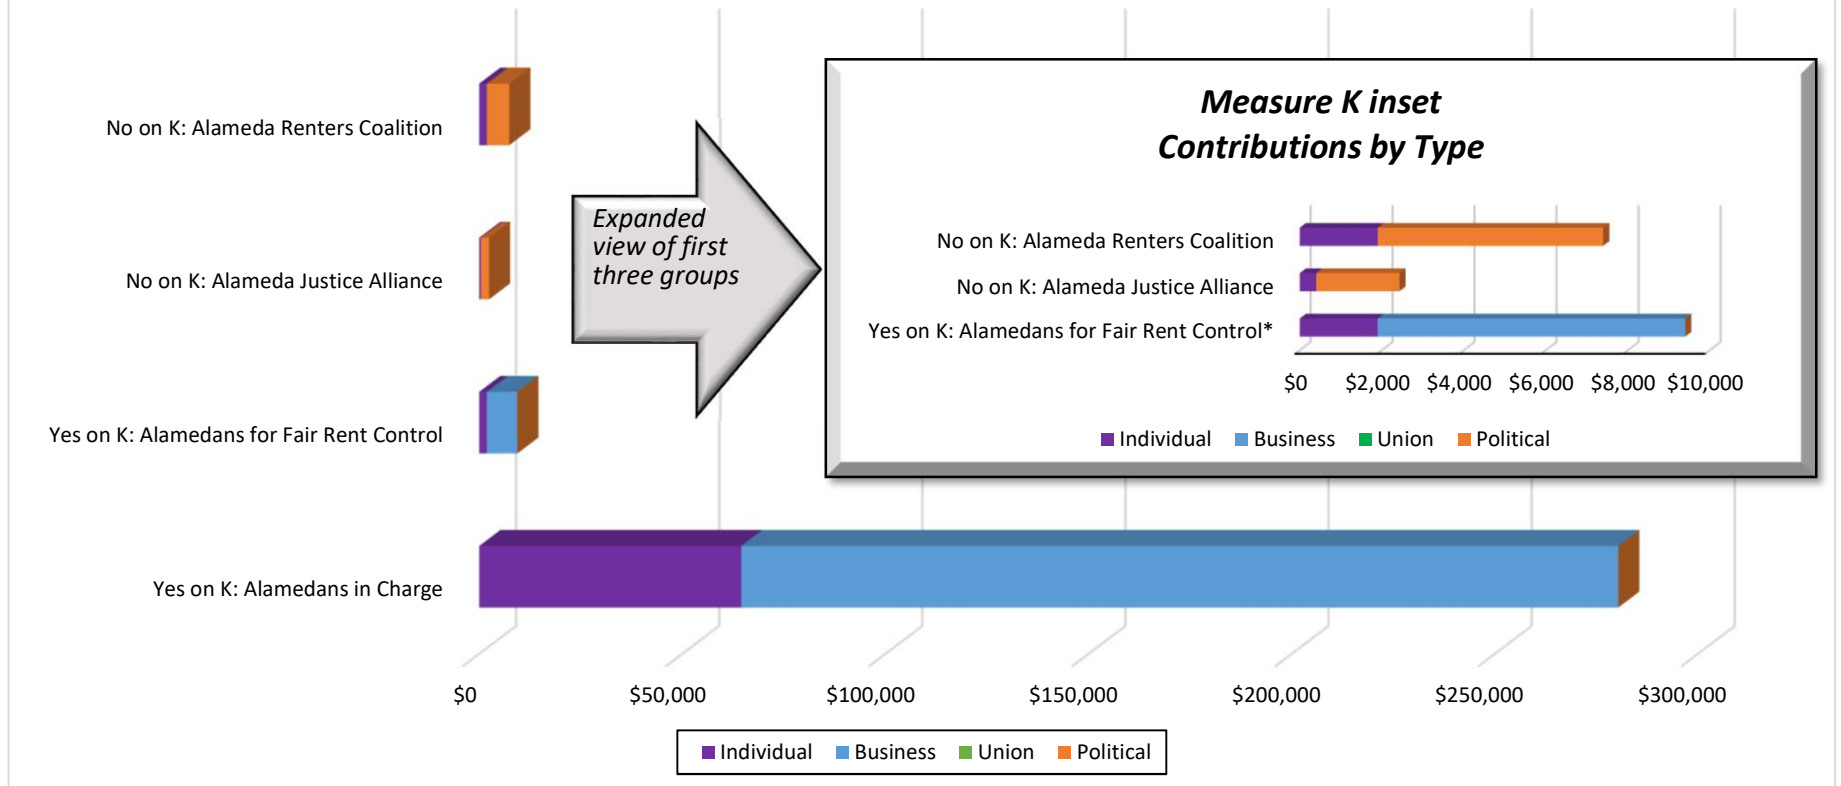 No on K: Alameda Renters Coalition
No on K: Alameda Justice Alliance
Yes on K: Alamedans for Fair Rent Control
Yes on K: Alamedans in Charge
$0 $50,000 $100,000 $150,000 $200,000 $250,000 $300,000
Individual Business Union Political
Expanded
view of first
three groups
Measure K inset
Contributions by Type
No on K: Alameda Renters Coalition
No on K: Alameda Justice Alliance
Yes on K: Alamedans for Fair Rent Control*
$0 $2,000 $4,000 $6,000 $8,000 $10,000
Individual Business Union Political